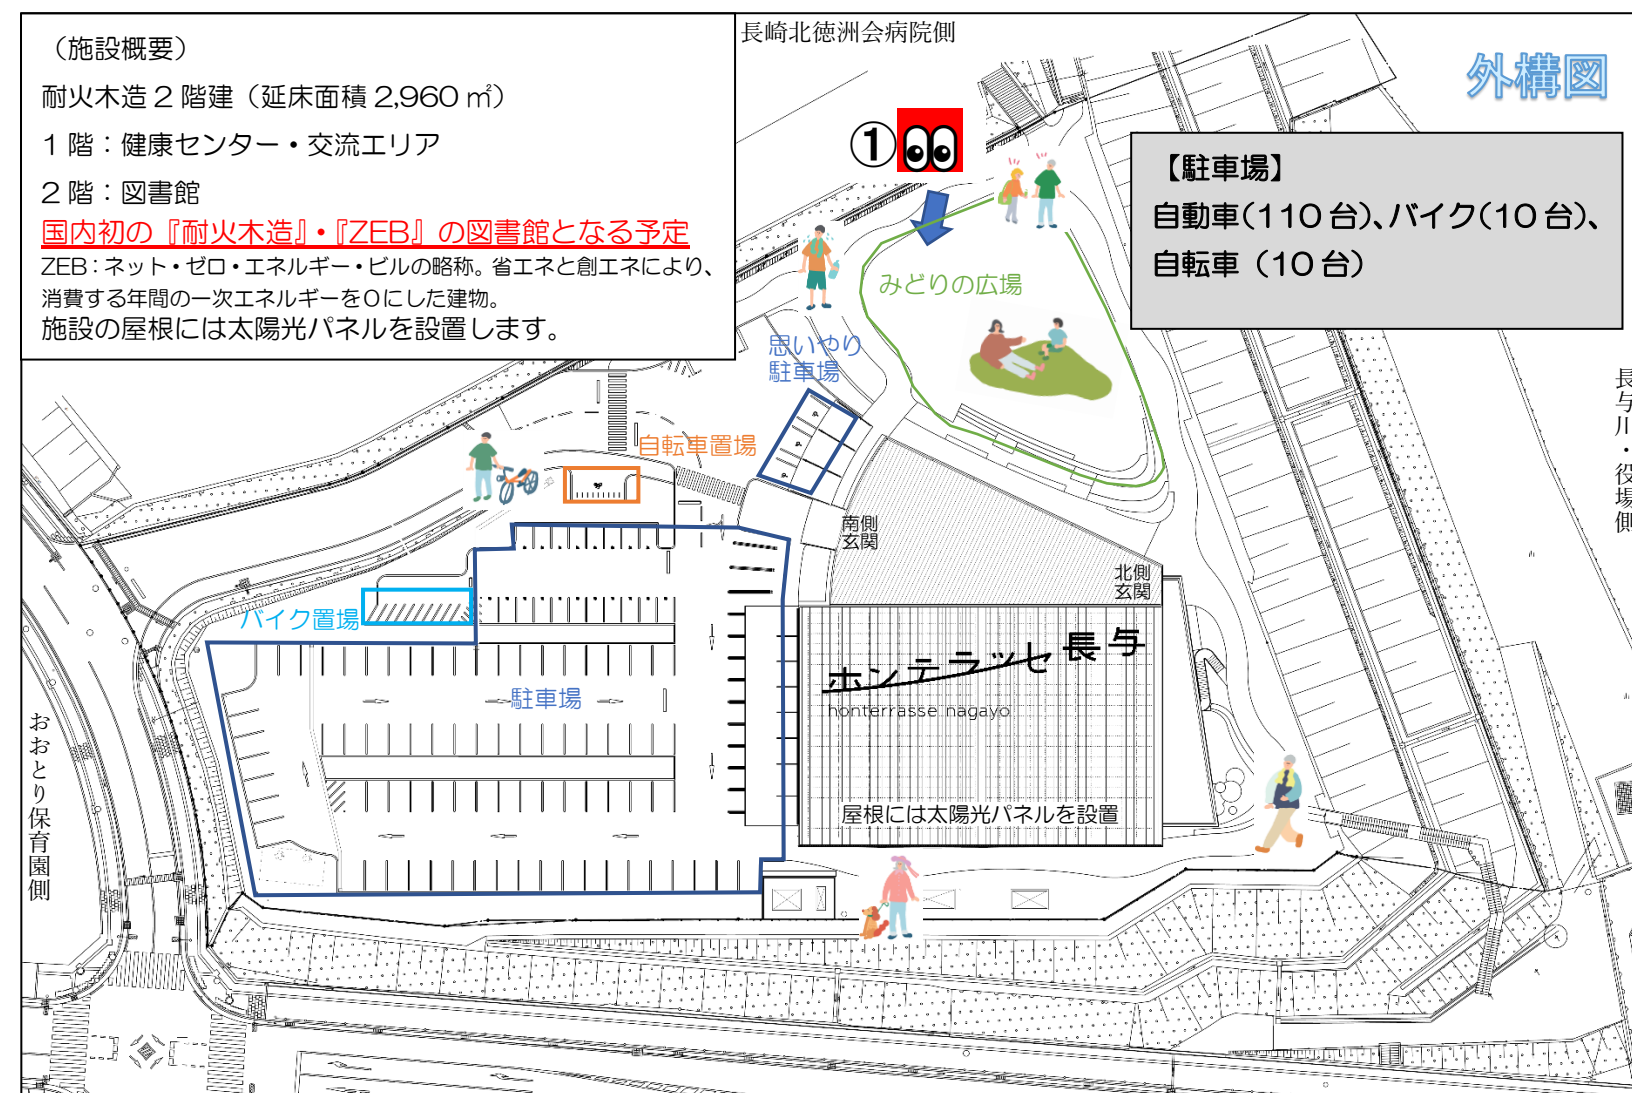 （施設概要）
耐火木造２階建（延床面積 2,960 ㎡）
１階：健康センター・交流エリア
２階：図書館
国内初の『耐火木造』・『ZEB』の図書館となる予定
ZEB：ネット・ゼロ・エネルギー・ビルの略称。省エネと創エネにより、
消費する年間の一次エネルギーを０にした建物。
施設の屋根には太陽光パネルを設置します。
長崎北徳洲会病院側
外構図
①
【駐車場】
自動車（110 台）、バイク（10 台）、
自転車（10 台）
みどりの広場
思いやり
駐車場
長与川・役場側
自転車置場
南側
玄関
北側
玄関
バイク置場
駐車場
ホンテラッセ長与
honterrasse nagayo
屋根には太陽光パネルを設置
おおとり保育園側